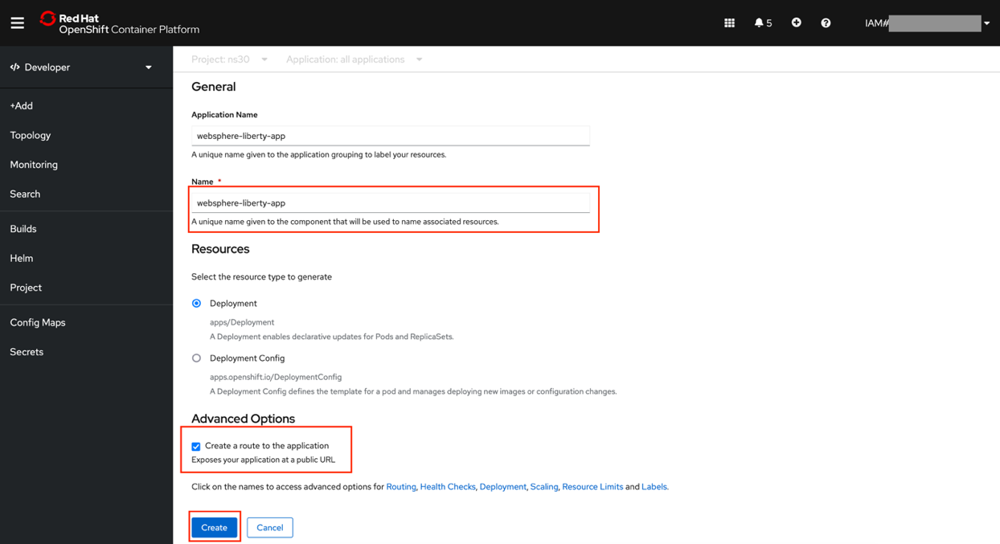 Red Hat
OpenShift Container Platform
5
IAM#
Developer
+Add
Topology
Monitoring
Search
Builds
Helm
Project
Config Maps
Secrets
Project: ns30
Application: all applications
General
Application Name
websphere-liberty-app
A unique name given to the application grouping to label your resources.
Name *
websphere-liberty-app
A unique name given to the component that will be used to name associated resources.
Resources
Select the resource type to generate
Deployment
apps/Deployment
A Deployment enables declarative updates for Pods and ReplicaSets.
Deployment Config
apps.openshift.io/DeploymentConfig
A Deployment Config defines the template for a pod and manages deploying new images or configuration changes.
Advanced Options
Create a route to the application
Exposes your application at a public URL
Click on the names to access advanced options for Routing, Health Checks, Deployment, Scaling, Resource Limits and Labels.
Create
Cancel